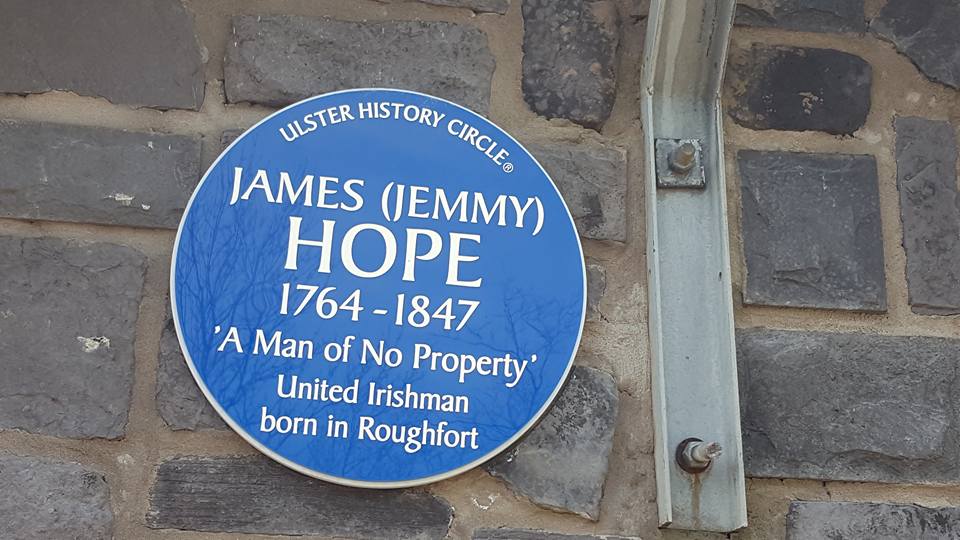 ULSTER HISTORY CIRCLE®
JAMES (JEMMY)
HOPE
1764-1847
'A Man of No Property'
United Irishman
born in Roughfort